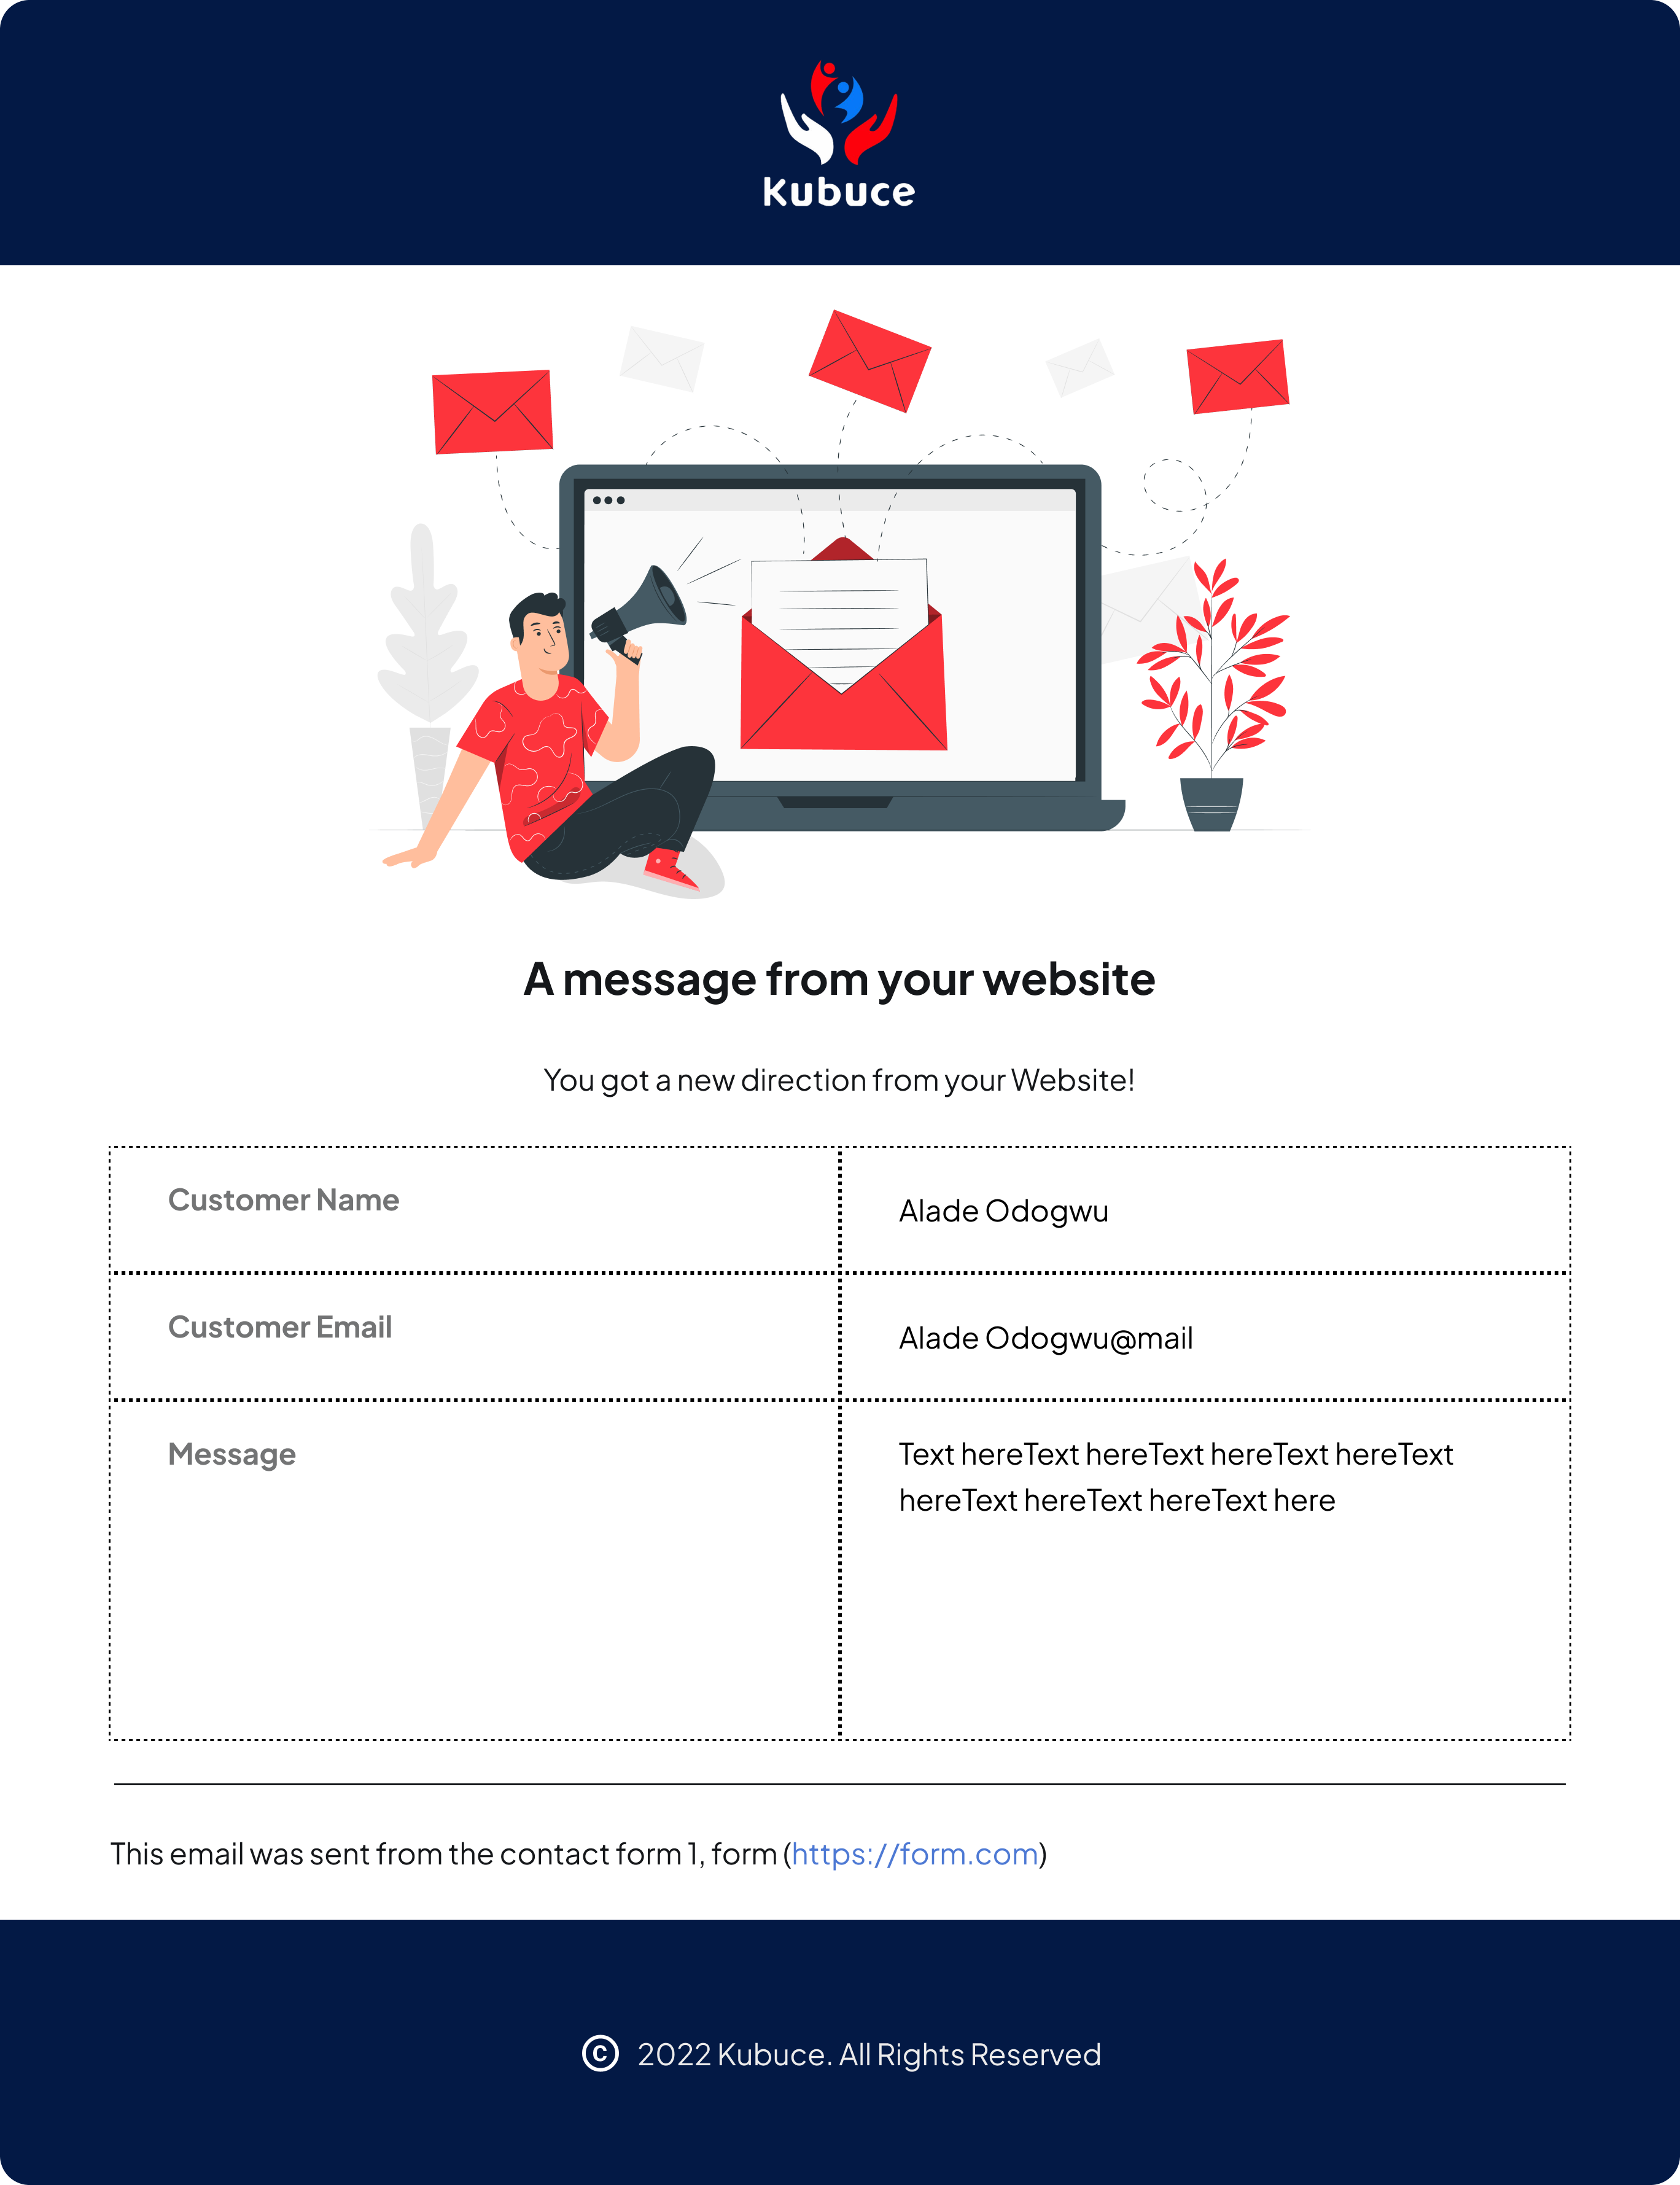 Kubuce
A message from your website
You got a new direction from your Website!
Customer Name
Alade Odogwu
Customer Email
Alade Odogwu@mail
Message
Text hereText hereText hereText hereText
hereText hereText hereText here
This email was sent from the contact form 1, form (https://form.com)
© 2022 Kubuce. All Rights Reserved